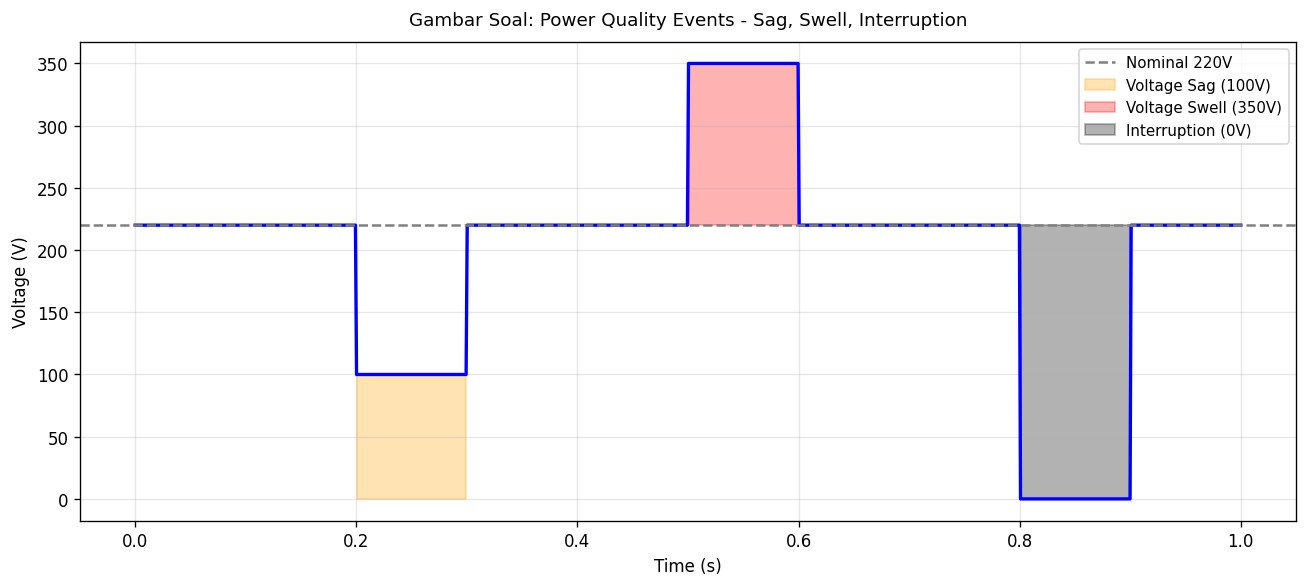 Gambar Soal: Power Quality Events - Sag, Swell, Interruption
Nominal 220V
Voltage Sag (100V)
Voltage Swell (350V)
Interruption (0V)
Voltage (V)
350
300
250
200
150
100
50
0
0.0 0.2 0.4 0.6 0.8 1.0
Time (s)